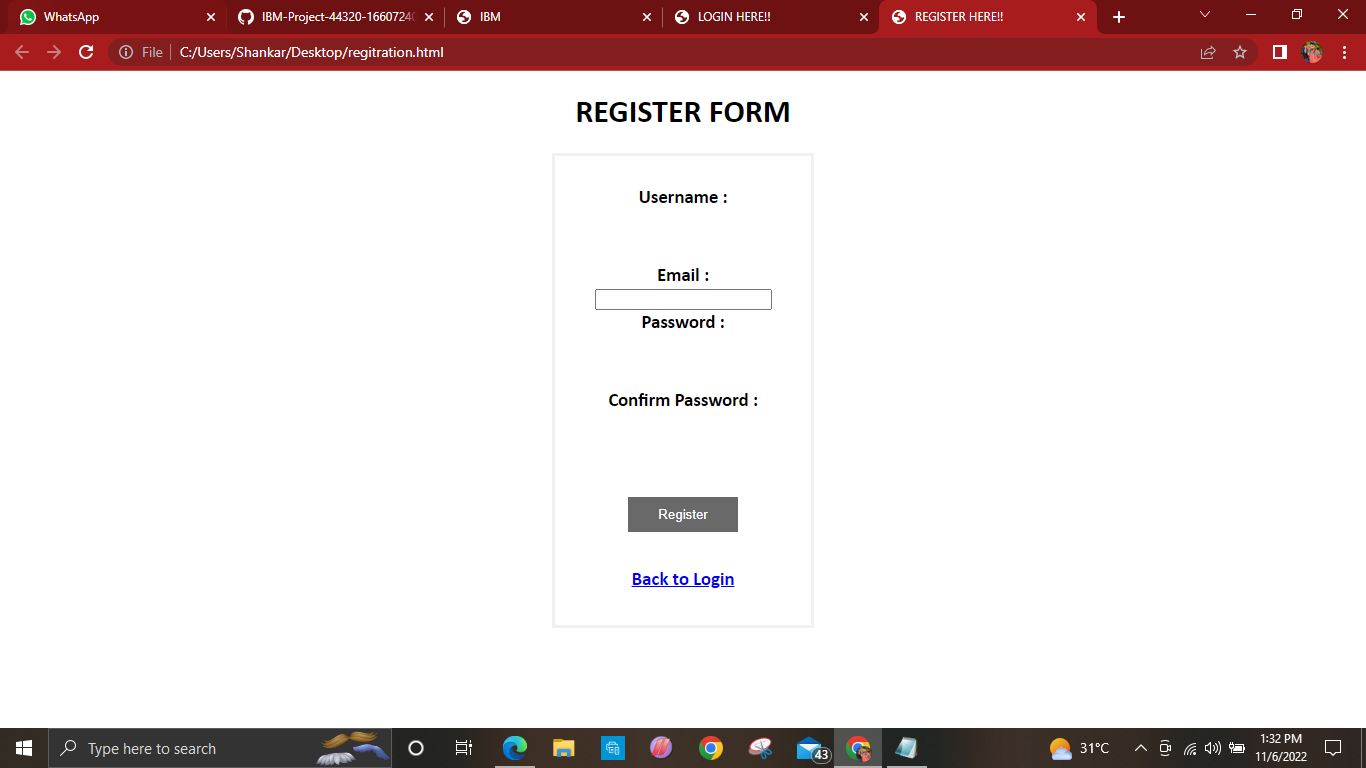 WhatsApp
IBM-Project-44320-16607240
IBM
LOGIN HERE!!
REGISTER HERE!!
File
C:/Users/Shankar/Desktop/regitration.html
REGISTER FORM
Username :
Email :
Password :
Confirm Password :
Register
Back to Login
Type here to search
43
31°C
1:32 PM
11/6/2022